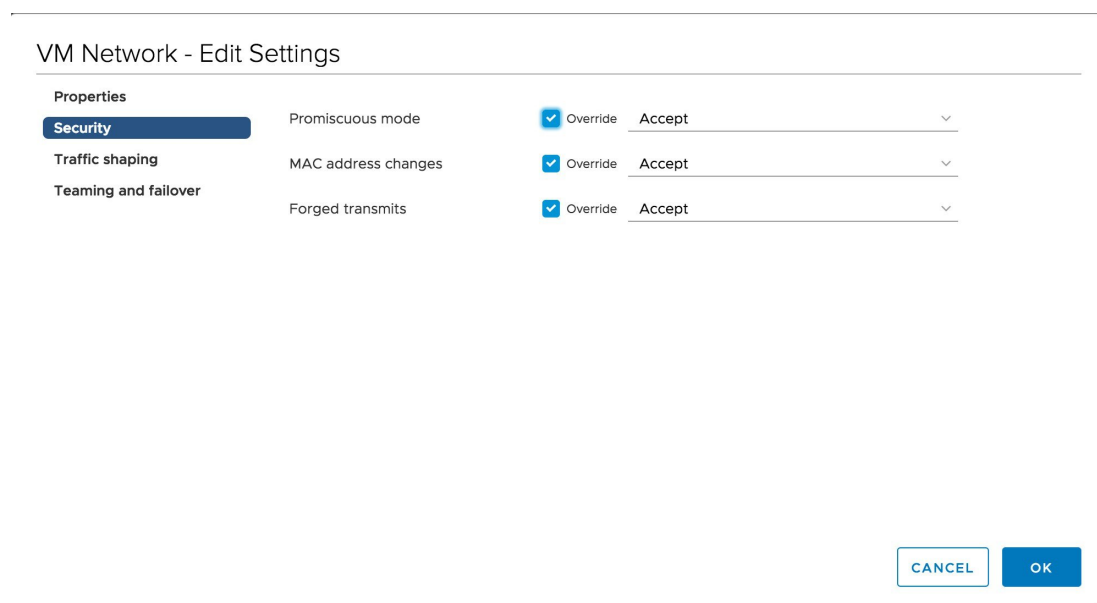 VM Network - Edit Settings
Properties
Security
Traffic shaping
Teaming and failover
Promiscuous mode Override Accept
MAC address changes Override Accept
Forged transmits Override Accept
CANCEL OK